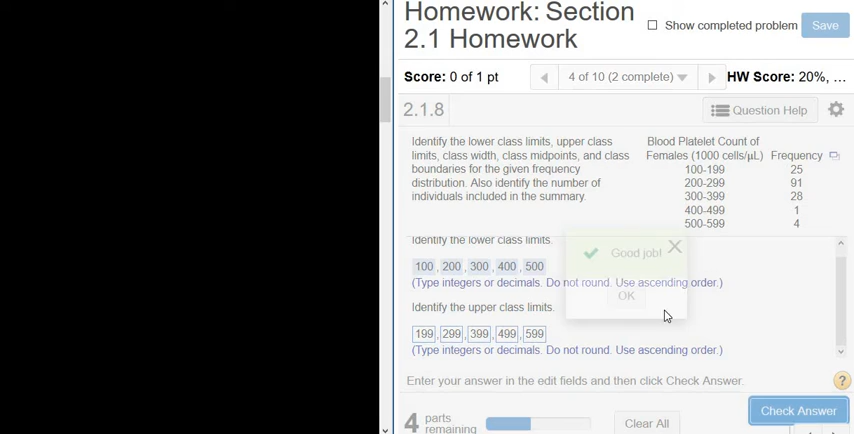 Homework: Section
2.1 Homework
Show completed problem
Save
Score: 0 of 1 pt
4 of 10 (2 complete)
HW Score: 20%, ...
2.1.8
Question Help
Identify the lower class limits, upper class
limits, class width, class midpoints, and class
boundaries for the given frequency
distribution. Also identify the number of
individuals included in the summary.
Blood Platelet Count of
Females (1000 cells/μL) Frequency
100-199 25
200-299 91
300-399 28
400-499 1
500-599 4
Identify the lower class limits.
100, 200, 300, 400, 500
(Type integers or decimals. Do not round. Use ascending order.)
Good job!
OK
Identify the upper class limits.
199, 299, 399, 499, 599
(Type integers or decimals. Do not round. Use ascending order.)
Enter your answer in the edit fields and then click Check Answer.
?
4 parts
remaining
Clear All
Check Answer